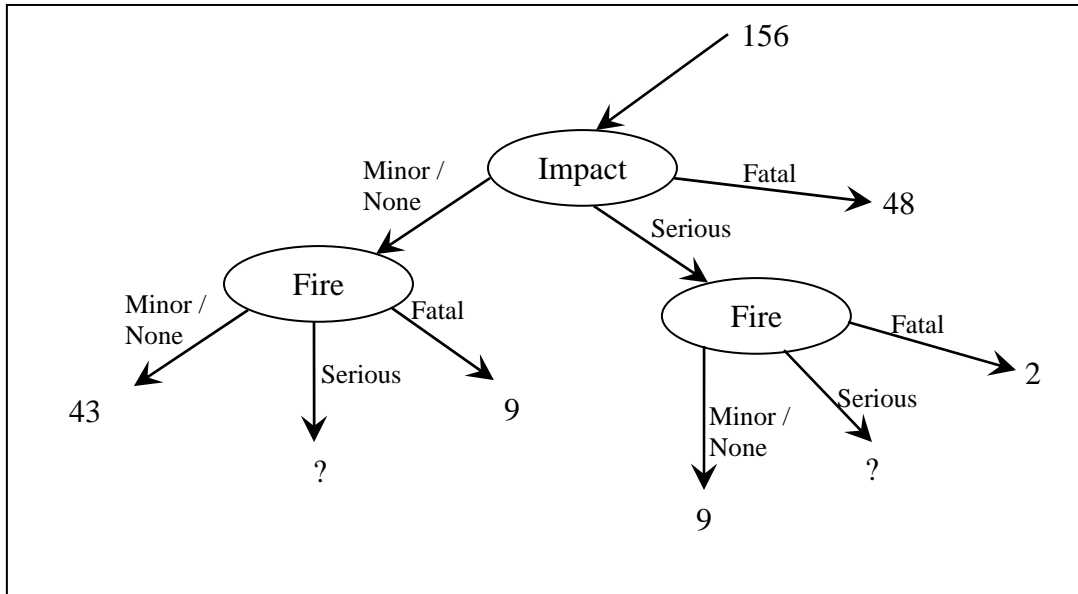 156
Impact
Minor /
None
Fatal
48
Serious
Fire
Minor /
None
Fatal
Serious
43
9
?
Fire
Fatal
2
Serious
Minor /
None
?
9